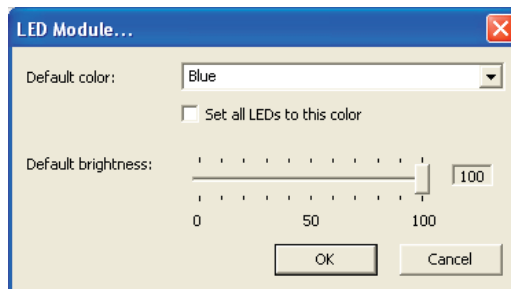 LED Module...
Default color: Blue
Set all LEDs to this color
Default brightness: 100
0 50 100
OK Cancel